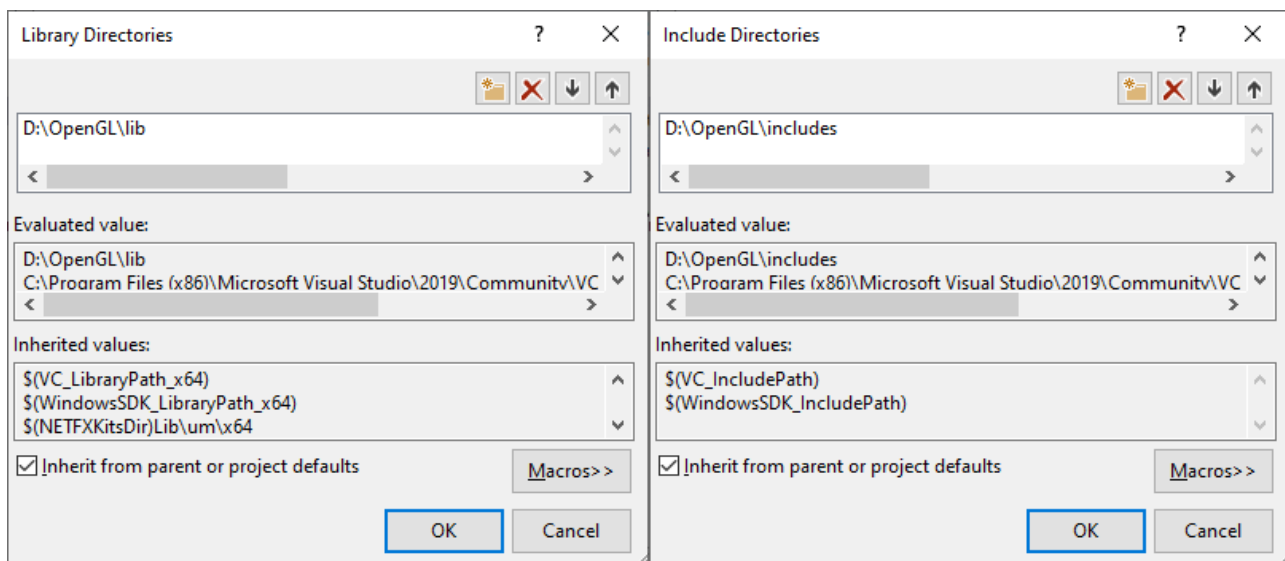 Library Directories ?
D:\OpenGL\lib
Evaluated value:
D:\OpenGL\lib
C:\Program Files (x86)\Microsoft Visual Studio\2019\Community\VC
Inherited values:
$(VC_LibraryPath_x64)
$(WindowsSDK_LibraryPath_x64)
$(NETFXKitsDir)Lib\um\x64
Inherit from parent or project defaults
Macros>>
OK Cancel
Include Directories ?
D:\OpenGL\includes
Evaluated value:
D:\OpenGL\includes
C:\Program Files (x86)\Microsoft Visual Studio\2019\Community\VC
Inherited values:
$(VC_IncludePath)
$(WindowsSDK_IncludePath)
Inherit from parent or project defaults
Macros>>
OK Cancel